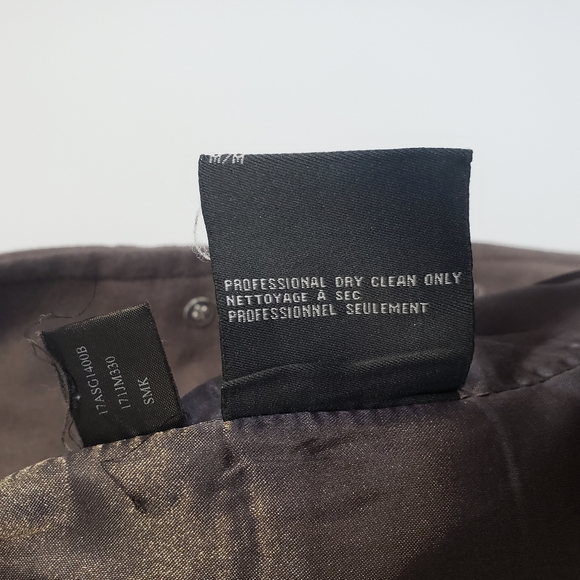 M/M
PROFESSIONAL DRY CLEAN ONLY
NETTOYAGE À SEC
PROFESSIONNEL SEULEMENT
17ASG1400B
171JM330
SMK